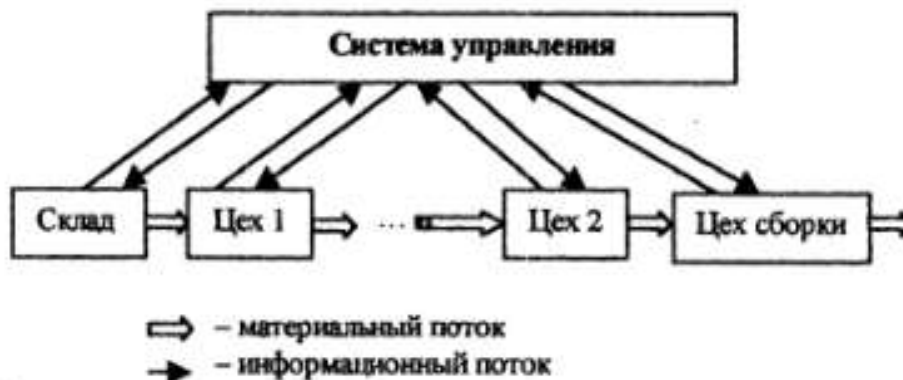 Система управления
Склад
Цех 1
...
Цех 2
Цех сборки
– материальный поток
– информационный поток